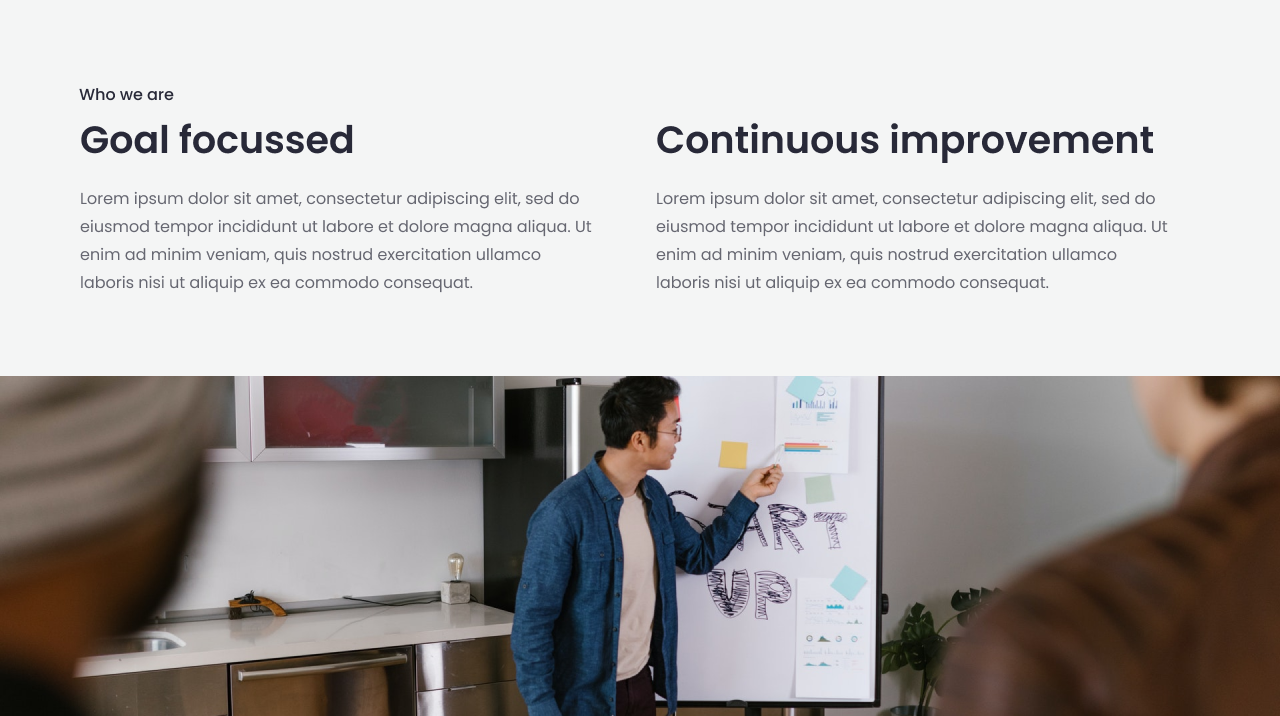 Who we are
Goal focussed
Lorem ipsum dolor sit amet, consectetur adipiscing elit, sed do
eiusmod tempor incididunt ut labore et dolore magna aliqua. Ut
enim ad minim veniam, quis nostrud exercitation ullamco
laboris nisi ut aliquip ex ea commodo consequat.
Continuous improvement
Lorem ipsum dolor sit amet, consectetur adipiscing elit, sed do
eiusmod tempor incididunt ut labore et dolore magna aliqua. Ut
enim ad minim veniam, quis nostrud exercitation ullamco
laboris nisi ut aliquip ex ea commodo consequat.
START
UP